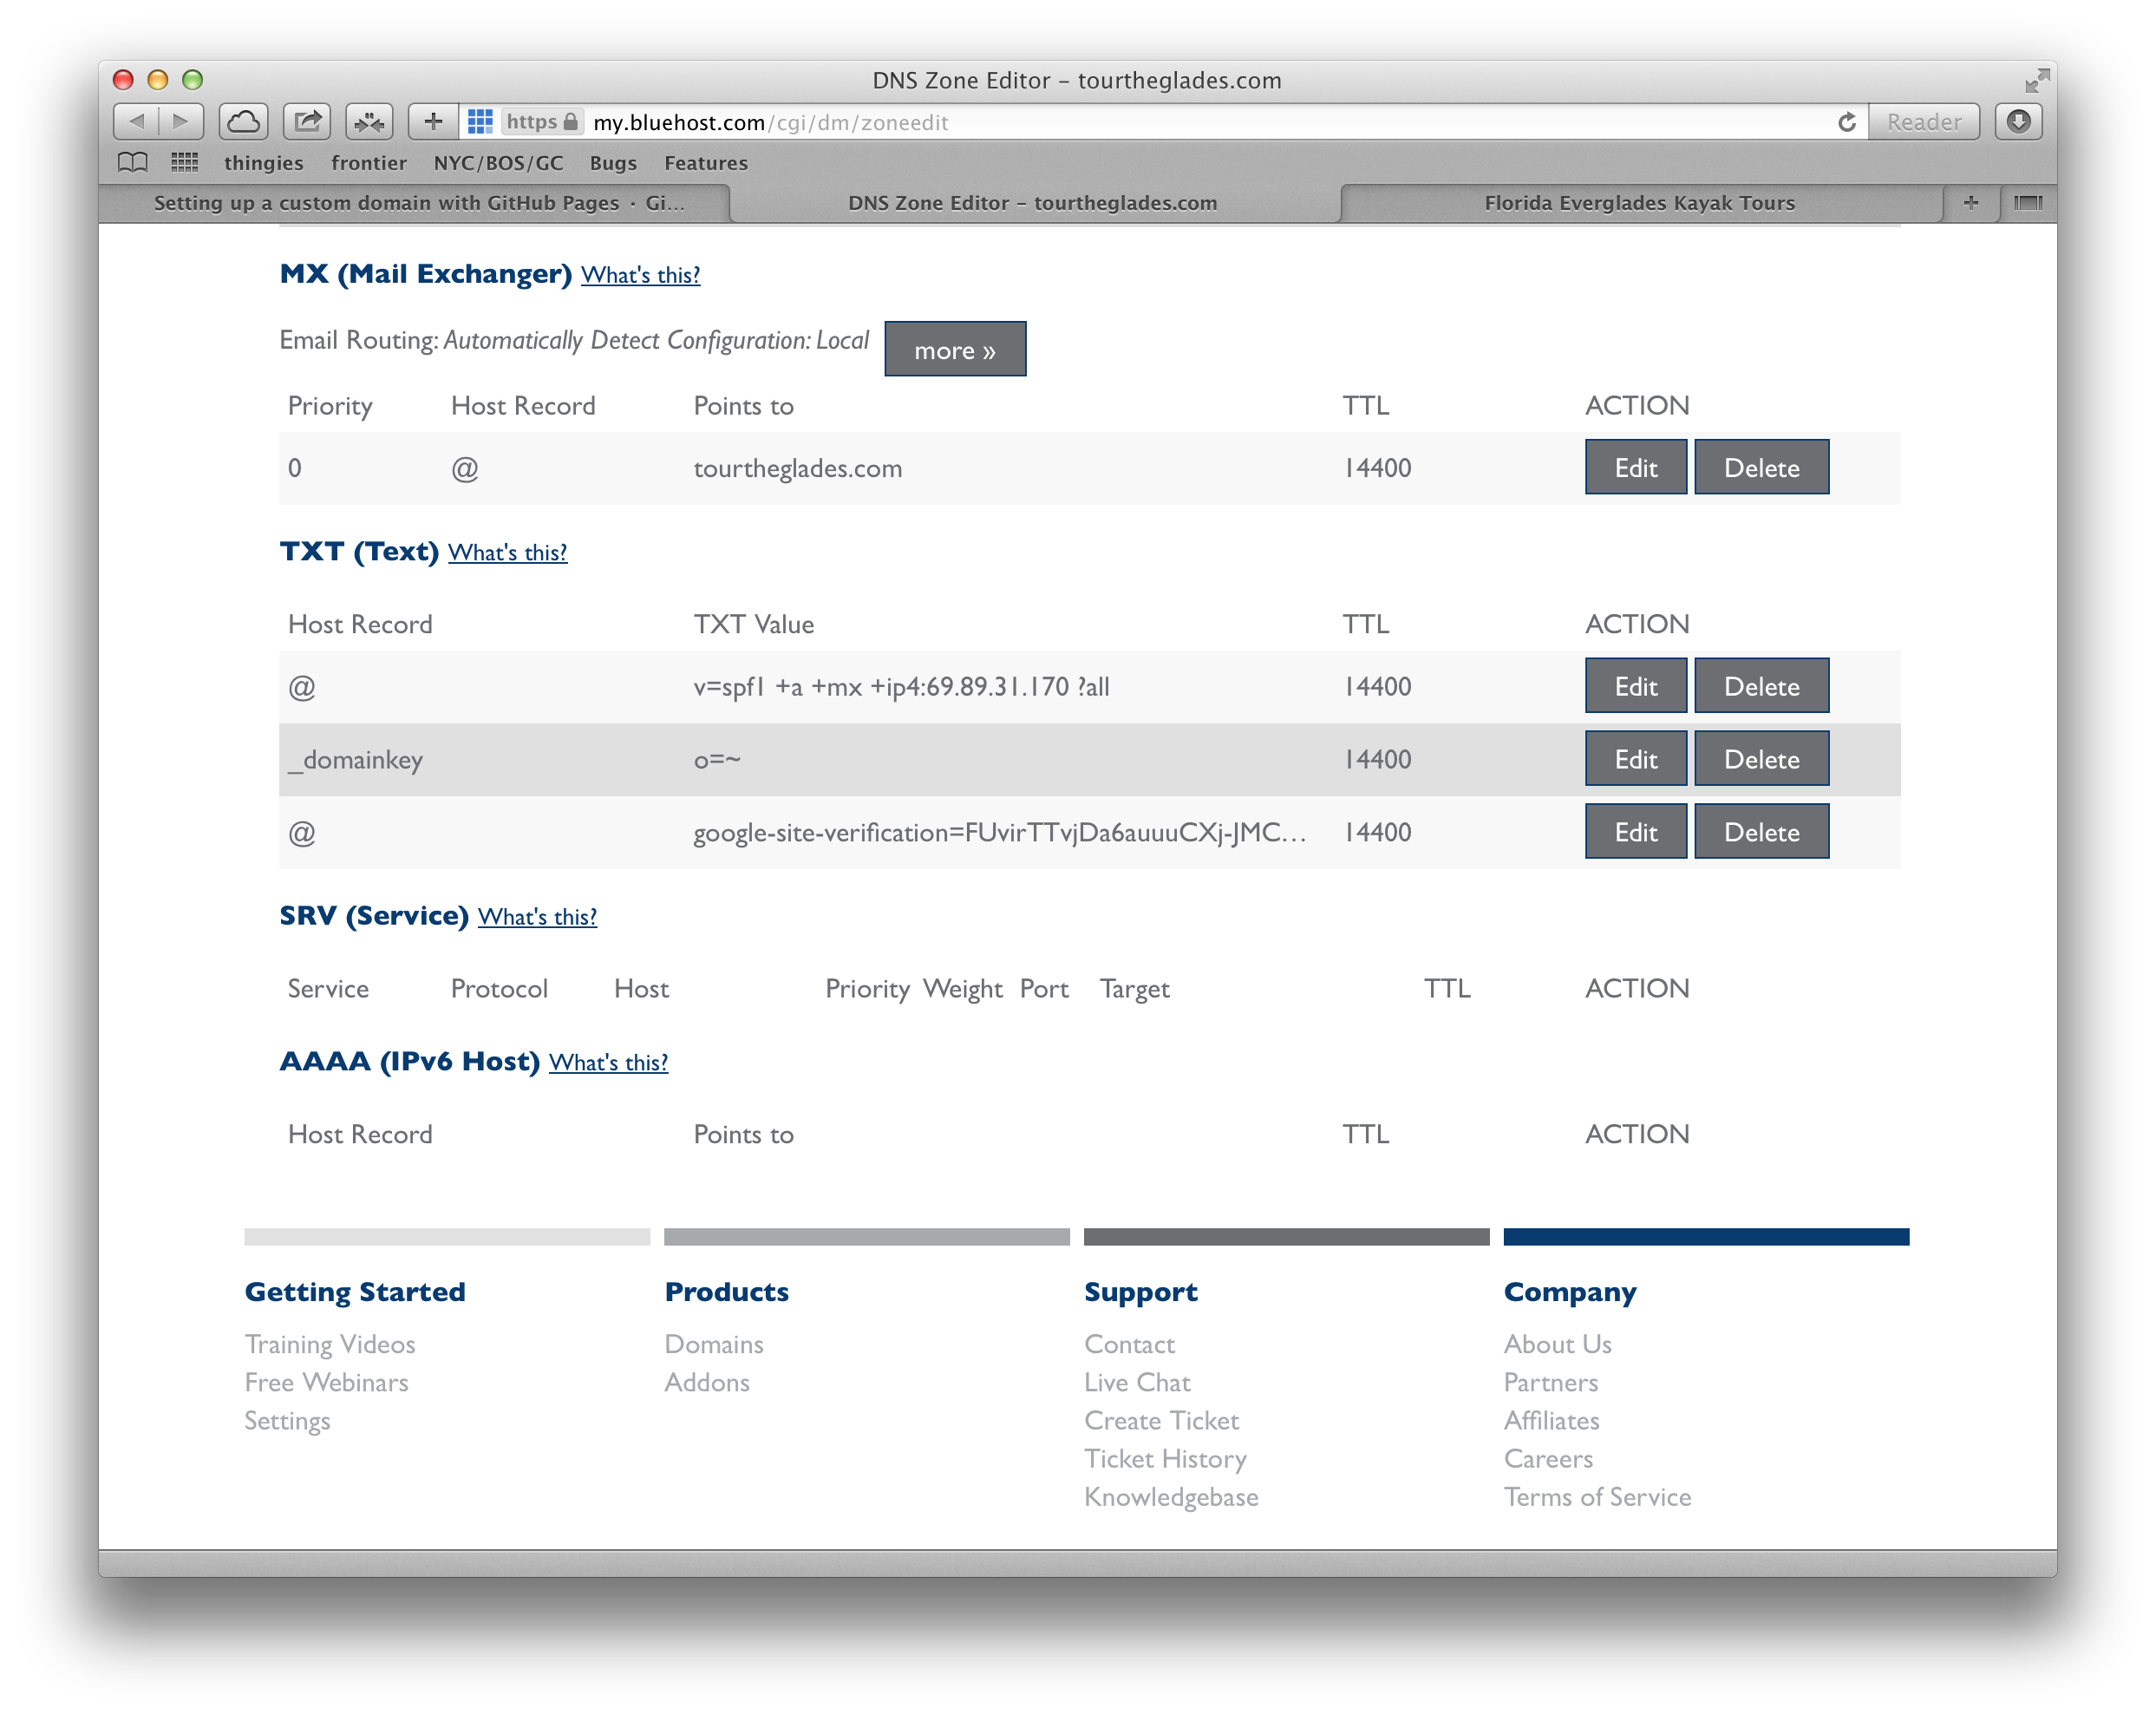 DNS Zone Editor – tourtheglades.com
https my.bluehost.com/cgi/dm/zoneedit Reader
thingies frontier NYC/BOS/GC Bugs Features
Setting up a custom domain with GitHub Pages · Gi... DNS Zone Editor – tourtheglades.com Florida Everglades Kayak Tours
MX (Mail Exchanger) What's this?
Email Routing: Automatically Detect Configuration: Local more »
Priority Host Record Points to TTL ACTION
0 @ tourtheglades.com 14400 Edit Delete
TXT (Text) What's this?
Host Record TXT Value TTL ACTION
@ v=spf1 +a +mx +ip4:69.89.31.170 ?all 14400 Edit Delete
_domainkey o=~ 14400 Edit Delete
@ google-site-verification=FUvirTTvjDa6auuuCXj-JMC... 14400 Edit Delete
SRV (Service) What's this?
Service Protocol Host Priority Weight Port Target TTL ACTION
AAAA (IPv6 Host) What's this?
Host Record Points to TTL ACTION
Getting Started Products Support Company
Training Videos Domains Contact About Us
Free Webinars Addons Live Chat Partners
Settings Create Ticket Affiliates
Ticket History Careers
Knowledgebase Terms of Service